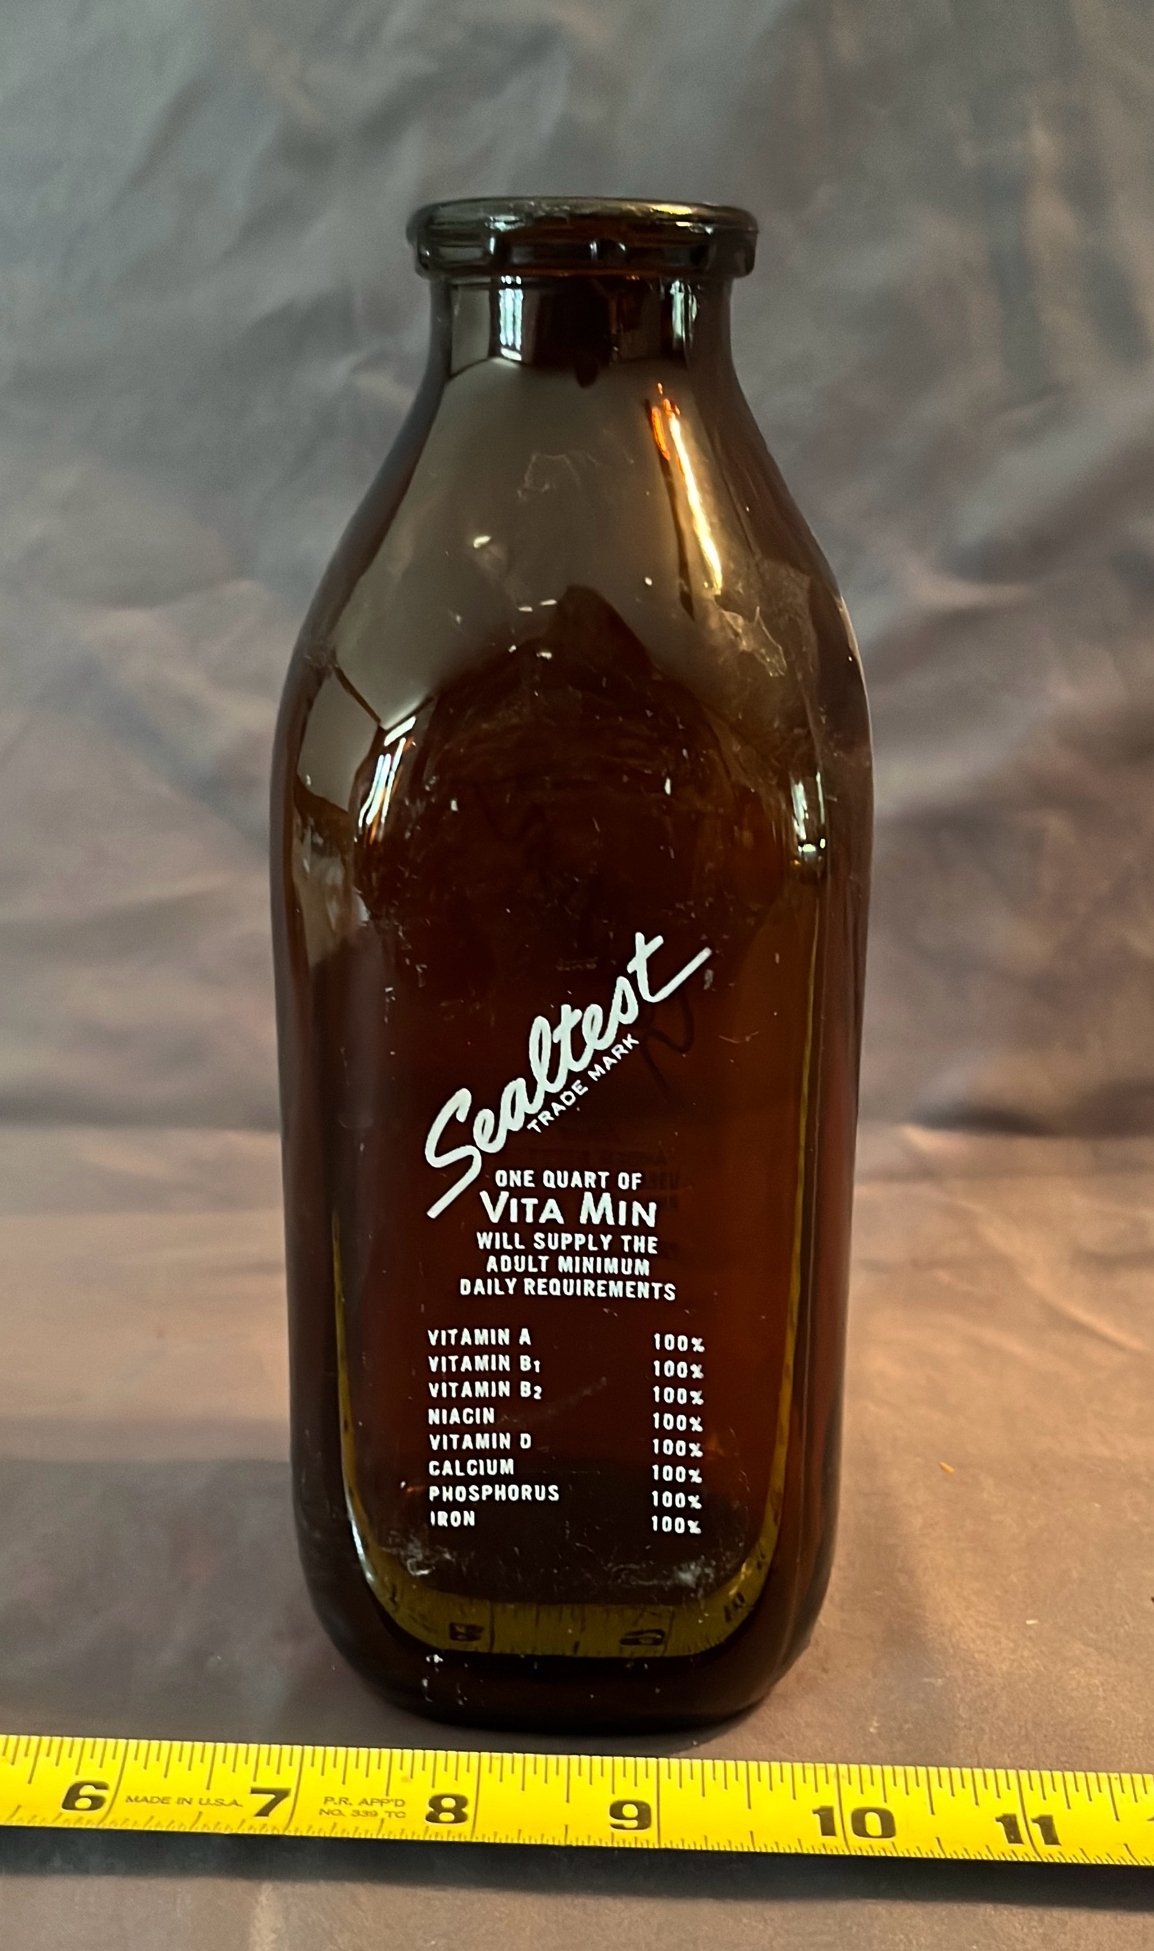 Sealtest
TRADE MARK
ONE QUART OF
VITA MIN
WILL SUPPLY THE
ADULT MINIMUM
DAILY REQUIREMENTS
VITAMIN A 100%
VITAMIN B1 100%
VITAMIN B2 100%
NIACIN 100%
VITAMIN D 100%
CALCIUM 100%
PHOSPHORUS 100%
IRON 100%
6 MADE IN U.S.A. 7 P.R. APP'D 8 9 10 11
NO. 339 TC